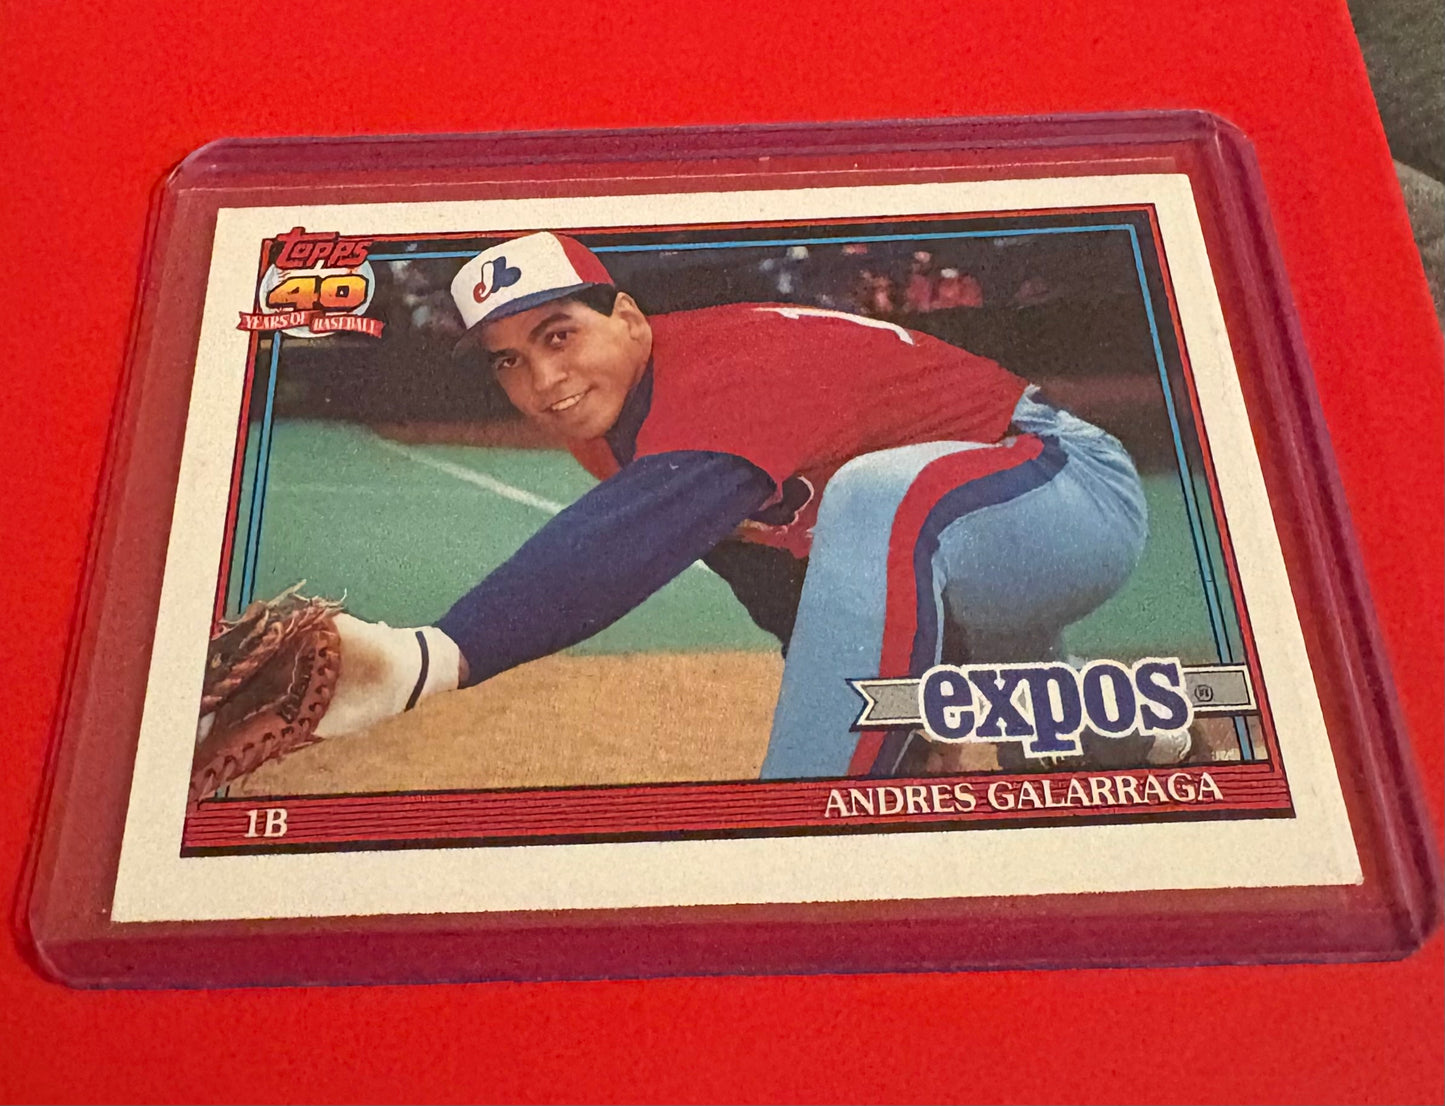 Topps
40
YEARS OF BASEBALL
expos®
ANDRES GALARRAGA
1B